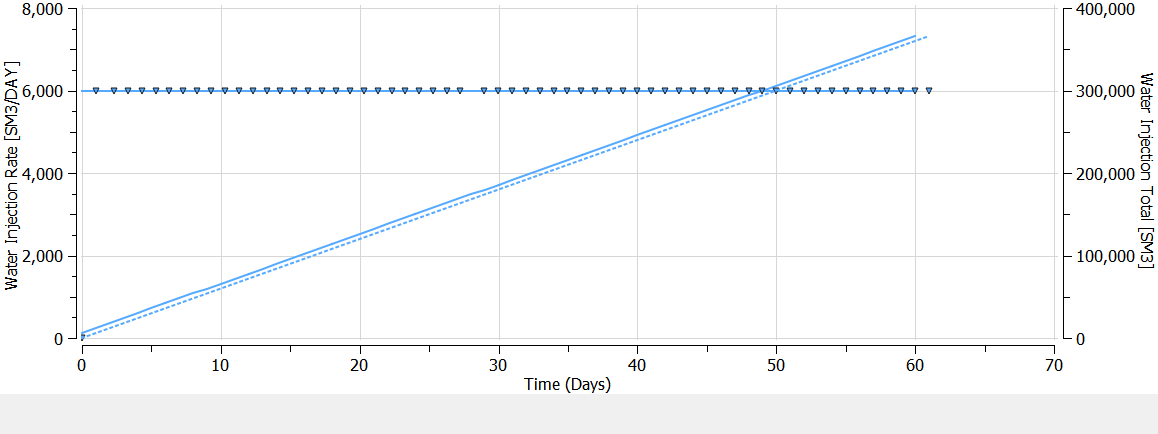 8,000
6,000
4,000
2,000
0
Water Injection Rate [SM3/DAY]
400,000
300,000
200,000
100,000
0
Water Injection Total [SM3]
0 10 20 30 40 50 60 70
Time (Days)